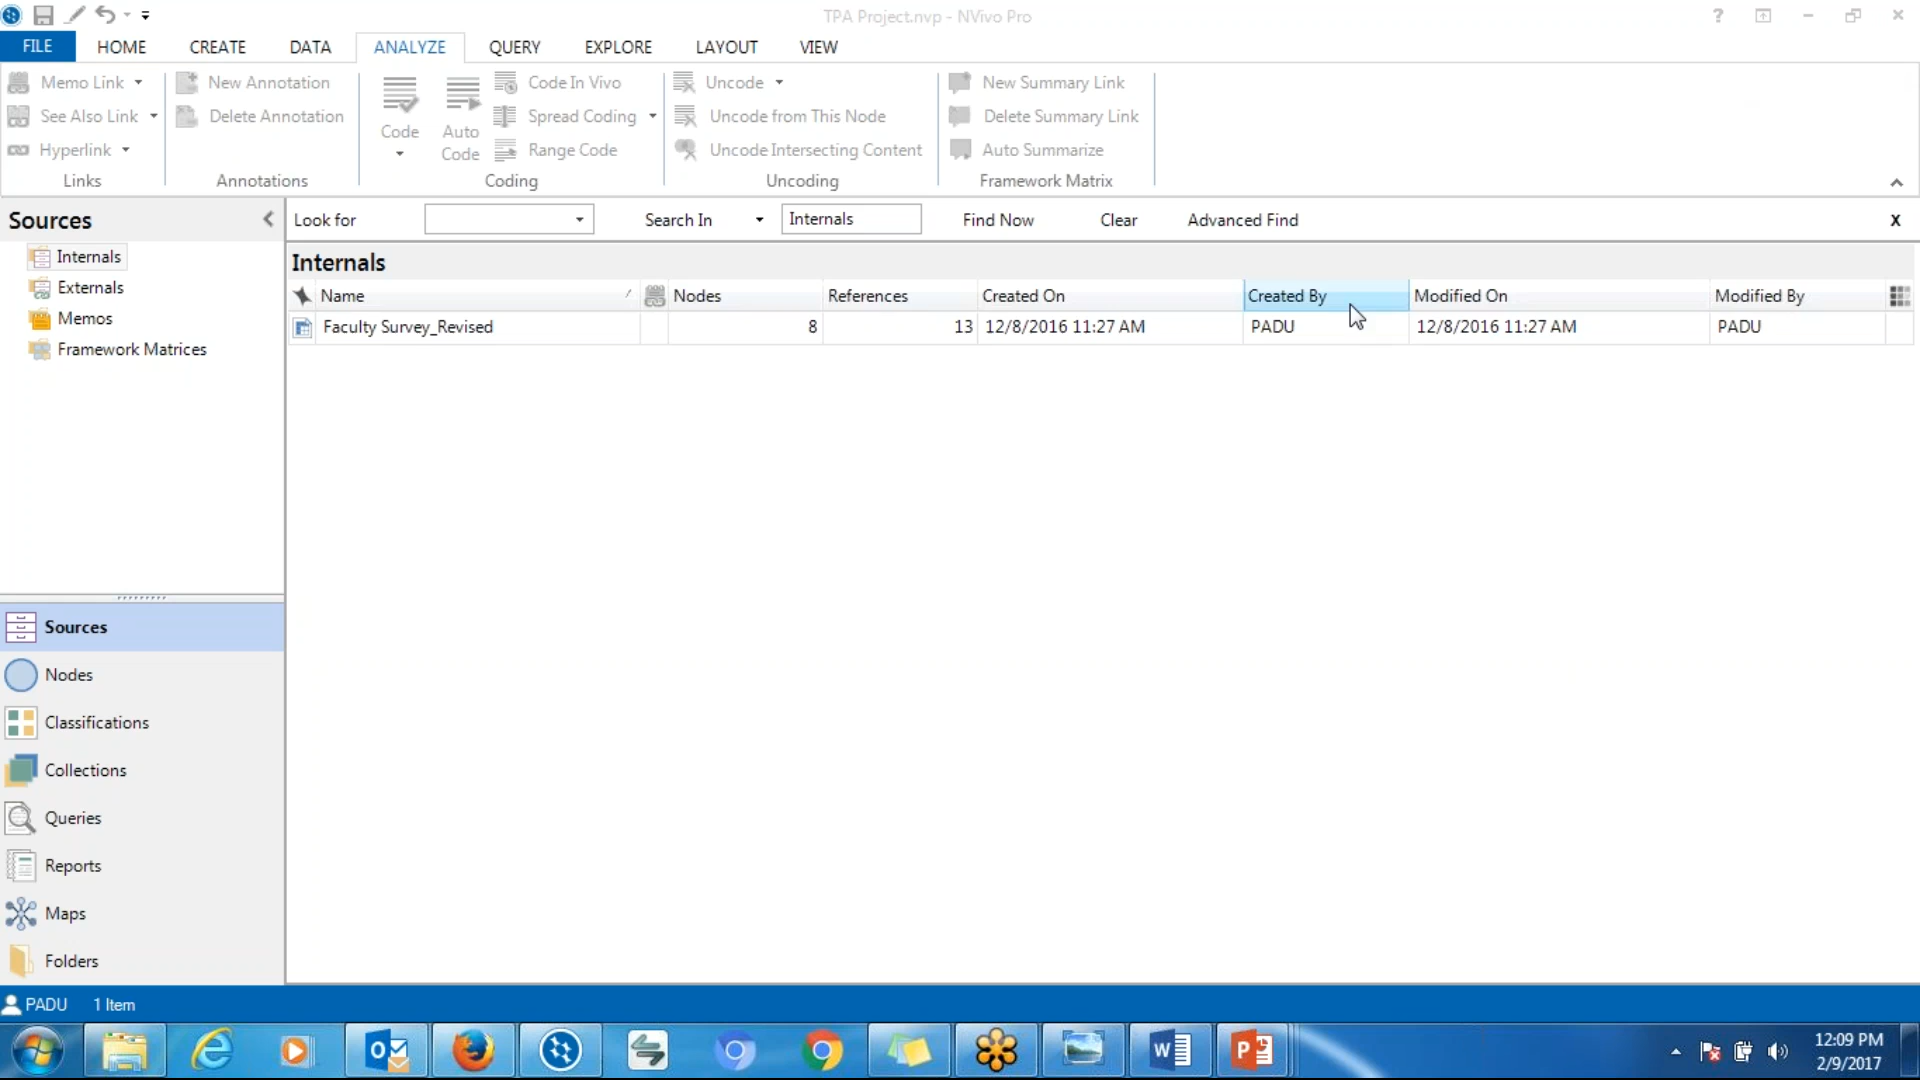 TPA Project.nvp - NVivo Pro
?
FILE HOME CREATE DATA ANALYZE QUERY EXPLORE LAYOUT VIEW
Memo Link
See Also Link
Hyperlink
Links
New Annotation
Delete Annotation
Annotations
Code
Auto Code
Code In Vivo
Spread Coding
Range Code
Coding
Uncode
Uncode from This Node
Uncode Intersecting Content
Uncoding
New Summary Link
Delete Summary Link
Auto Summarize
Framework Matrix
Sources
Look for Search In Internals Find Now Clear Advanced Find x
Internals
Externals
Memos
Framework Matrices
Internals
Name Nodes References Created On Created By Modified On Modified By
Faculty Survey_Revised 8 13 12/8/2016 11:27 AM PADU 12/8/2016 11:27 AM PADU
Sources
Nodes
Classifications
Collections
Queries
Reports
Maps
Folders
PADU 1 Item
12:09 PM
2/9/2017